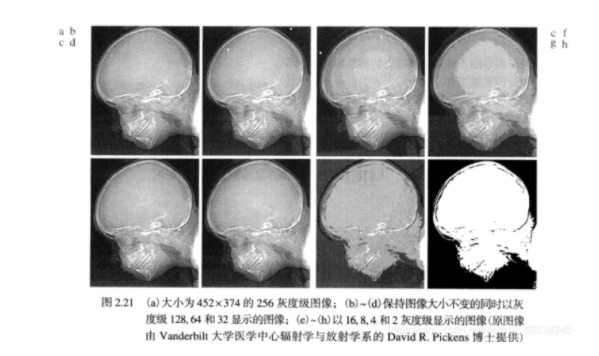 a b
c d
e f
g h
图 2.21 (a)大小为 452×374 的 256 灰度级图像；(b)~(d)保持图像大小不变的同时以灰
度级 128, 64 和 32 显示的图像；(e)~(h)以 16, 8, 4 和 2 灰度级显示的图像(原图像
由 Vanderbilt 大学医学中心辐射学与放射学系的 David R. Pickens 博士提供)